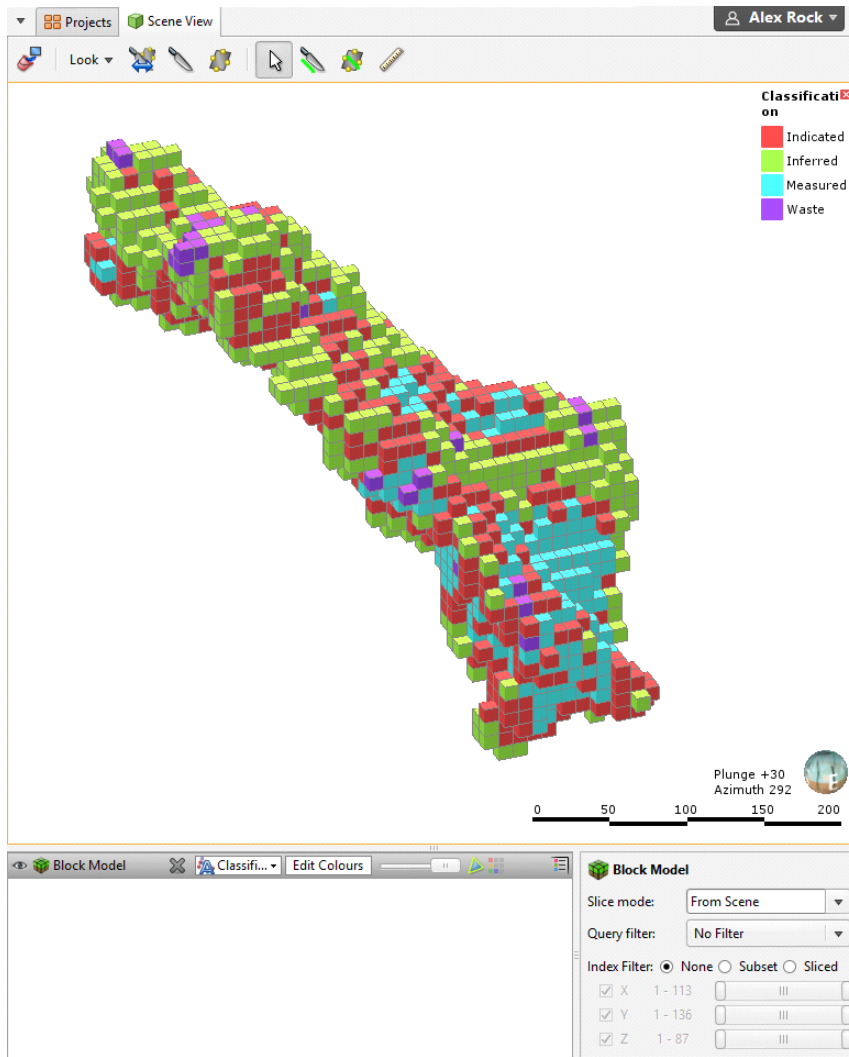 Projects
Scene View
Alex Rock
Look
Classificati
on
Indicated
Inferred
Measured
Waste
Plunge +30
Azimuth 292
0 50 100 150 200
Block Model
Classifi...
Edit Colours
Block Model
Slice mode: From Scene
Query filter: No Filter
Index Filter: None Subset Sliced
X 1 - 113
Y 1 - 136
Z 1 - 87